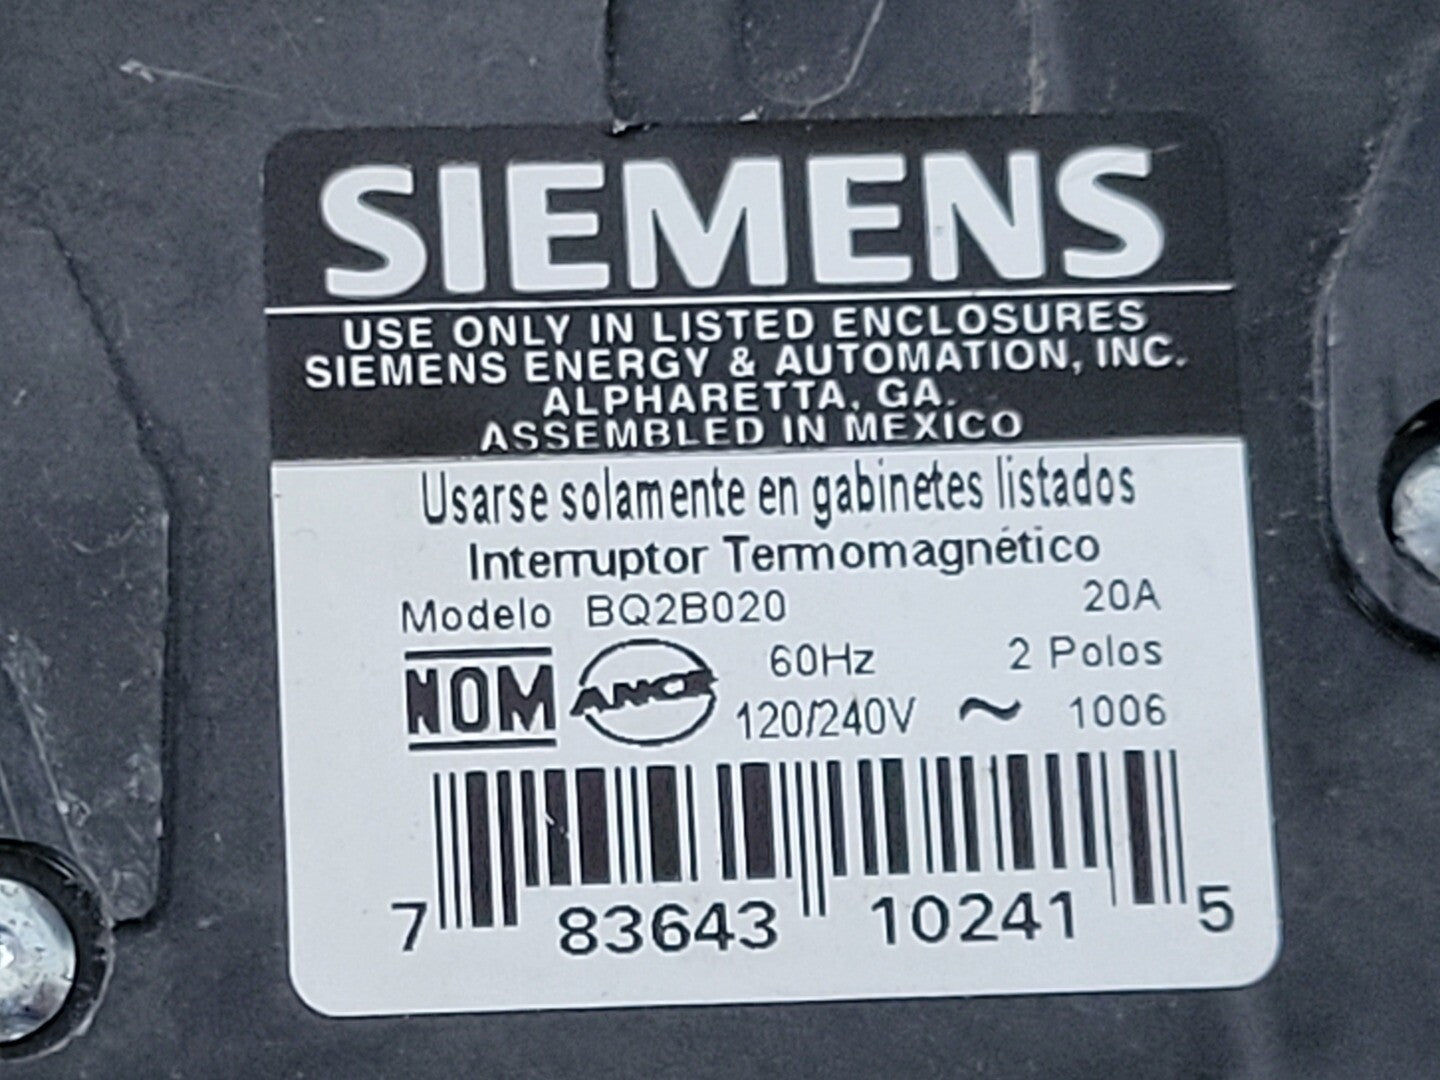 SIEMENS
USE ONLY IN LISTED ENCLOSURES
SIEMENS ENERGY & AUTOMATION, INC.
ALPHARETTA, GA.
ASSEMBLED IN MEXICO
Usarse solamente en gabinetes listados
Interruptor Termomagnético
Modelo BQ2B020 20A
NOM ANCE 60Hz 2 Polos
120/240V ~ 1006
7 83643 10241 5